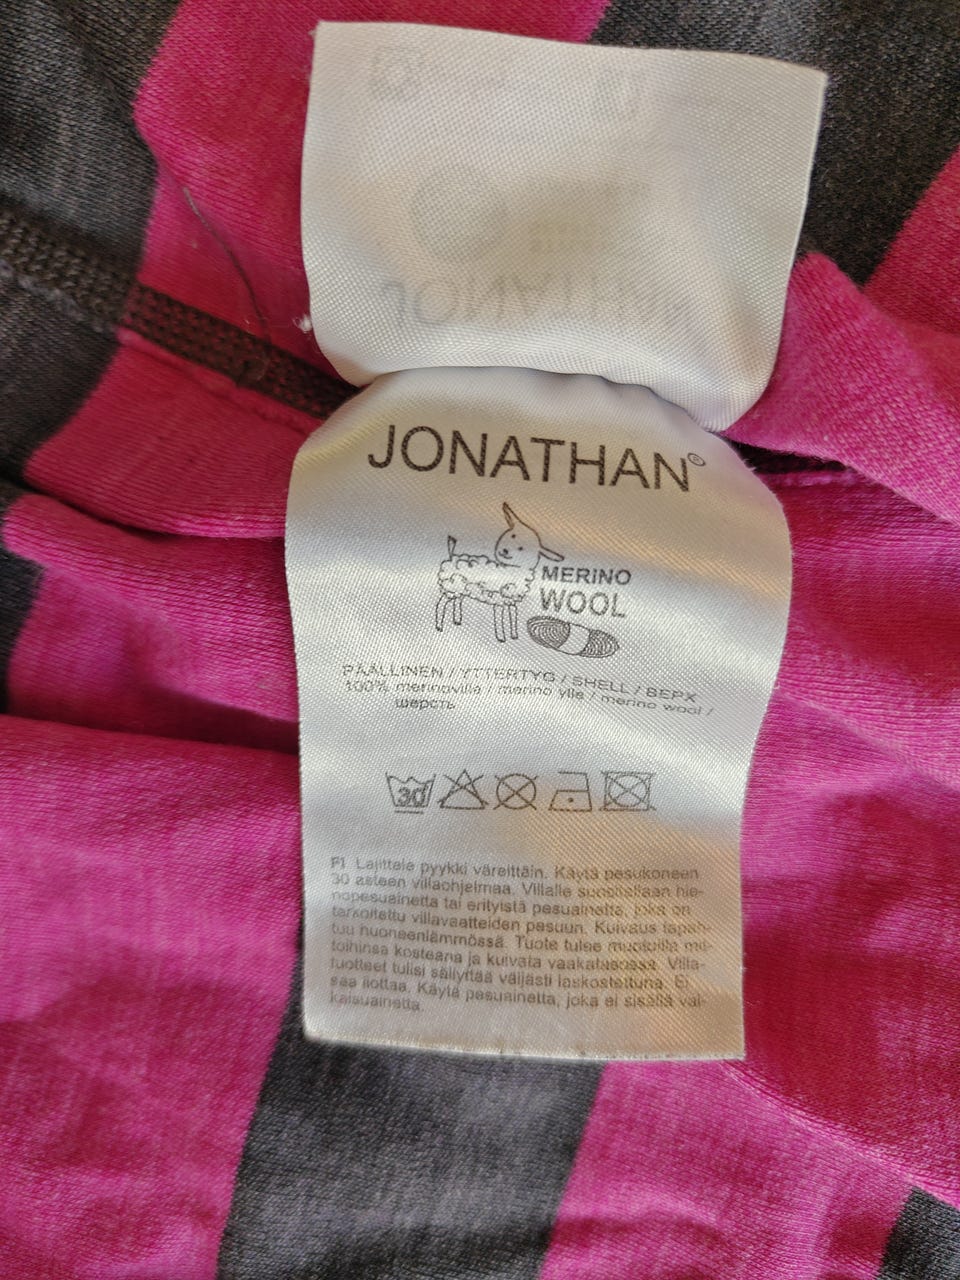 JONATHAN®
MERINO
WOOL
PÄÄLLINEN / YTTERTYG / SHELL / ВЕРХ
100% merinovilla / merino ylle / merino wool /
шерсть
30
FI Lajittele pyykki väreittäin. Käytä pesukoneen
30 asteen villaohjelmaa. Villalle suositellaan hie-
nopesuainetta tai erityistä pesuainetta, joka on
tarkoitettu villavaatteiden pesuun. Kuivaus tapah-
tuu huoneenlämmössä. Tuote tulee muotoilla mit-
toihinsa kosteana ja kuivata vaakatasossa. Villa-
tuotteet tulisi säilyttää väljästi laskostettuna. Ei
saa liottaa. Käytä pesuainetta, joka ei sisällä val-
kaisuainetta.